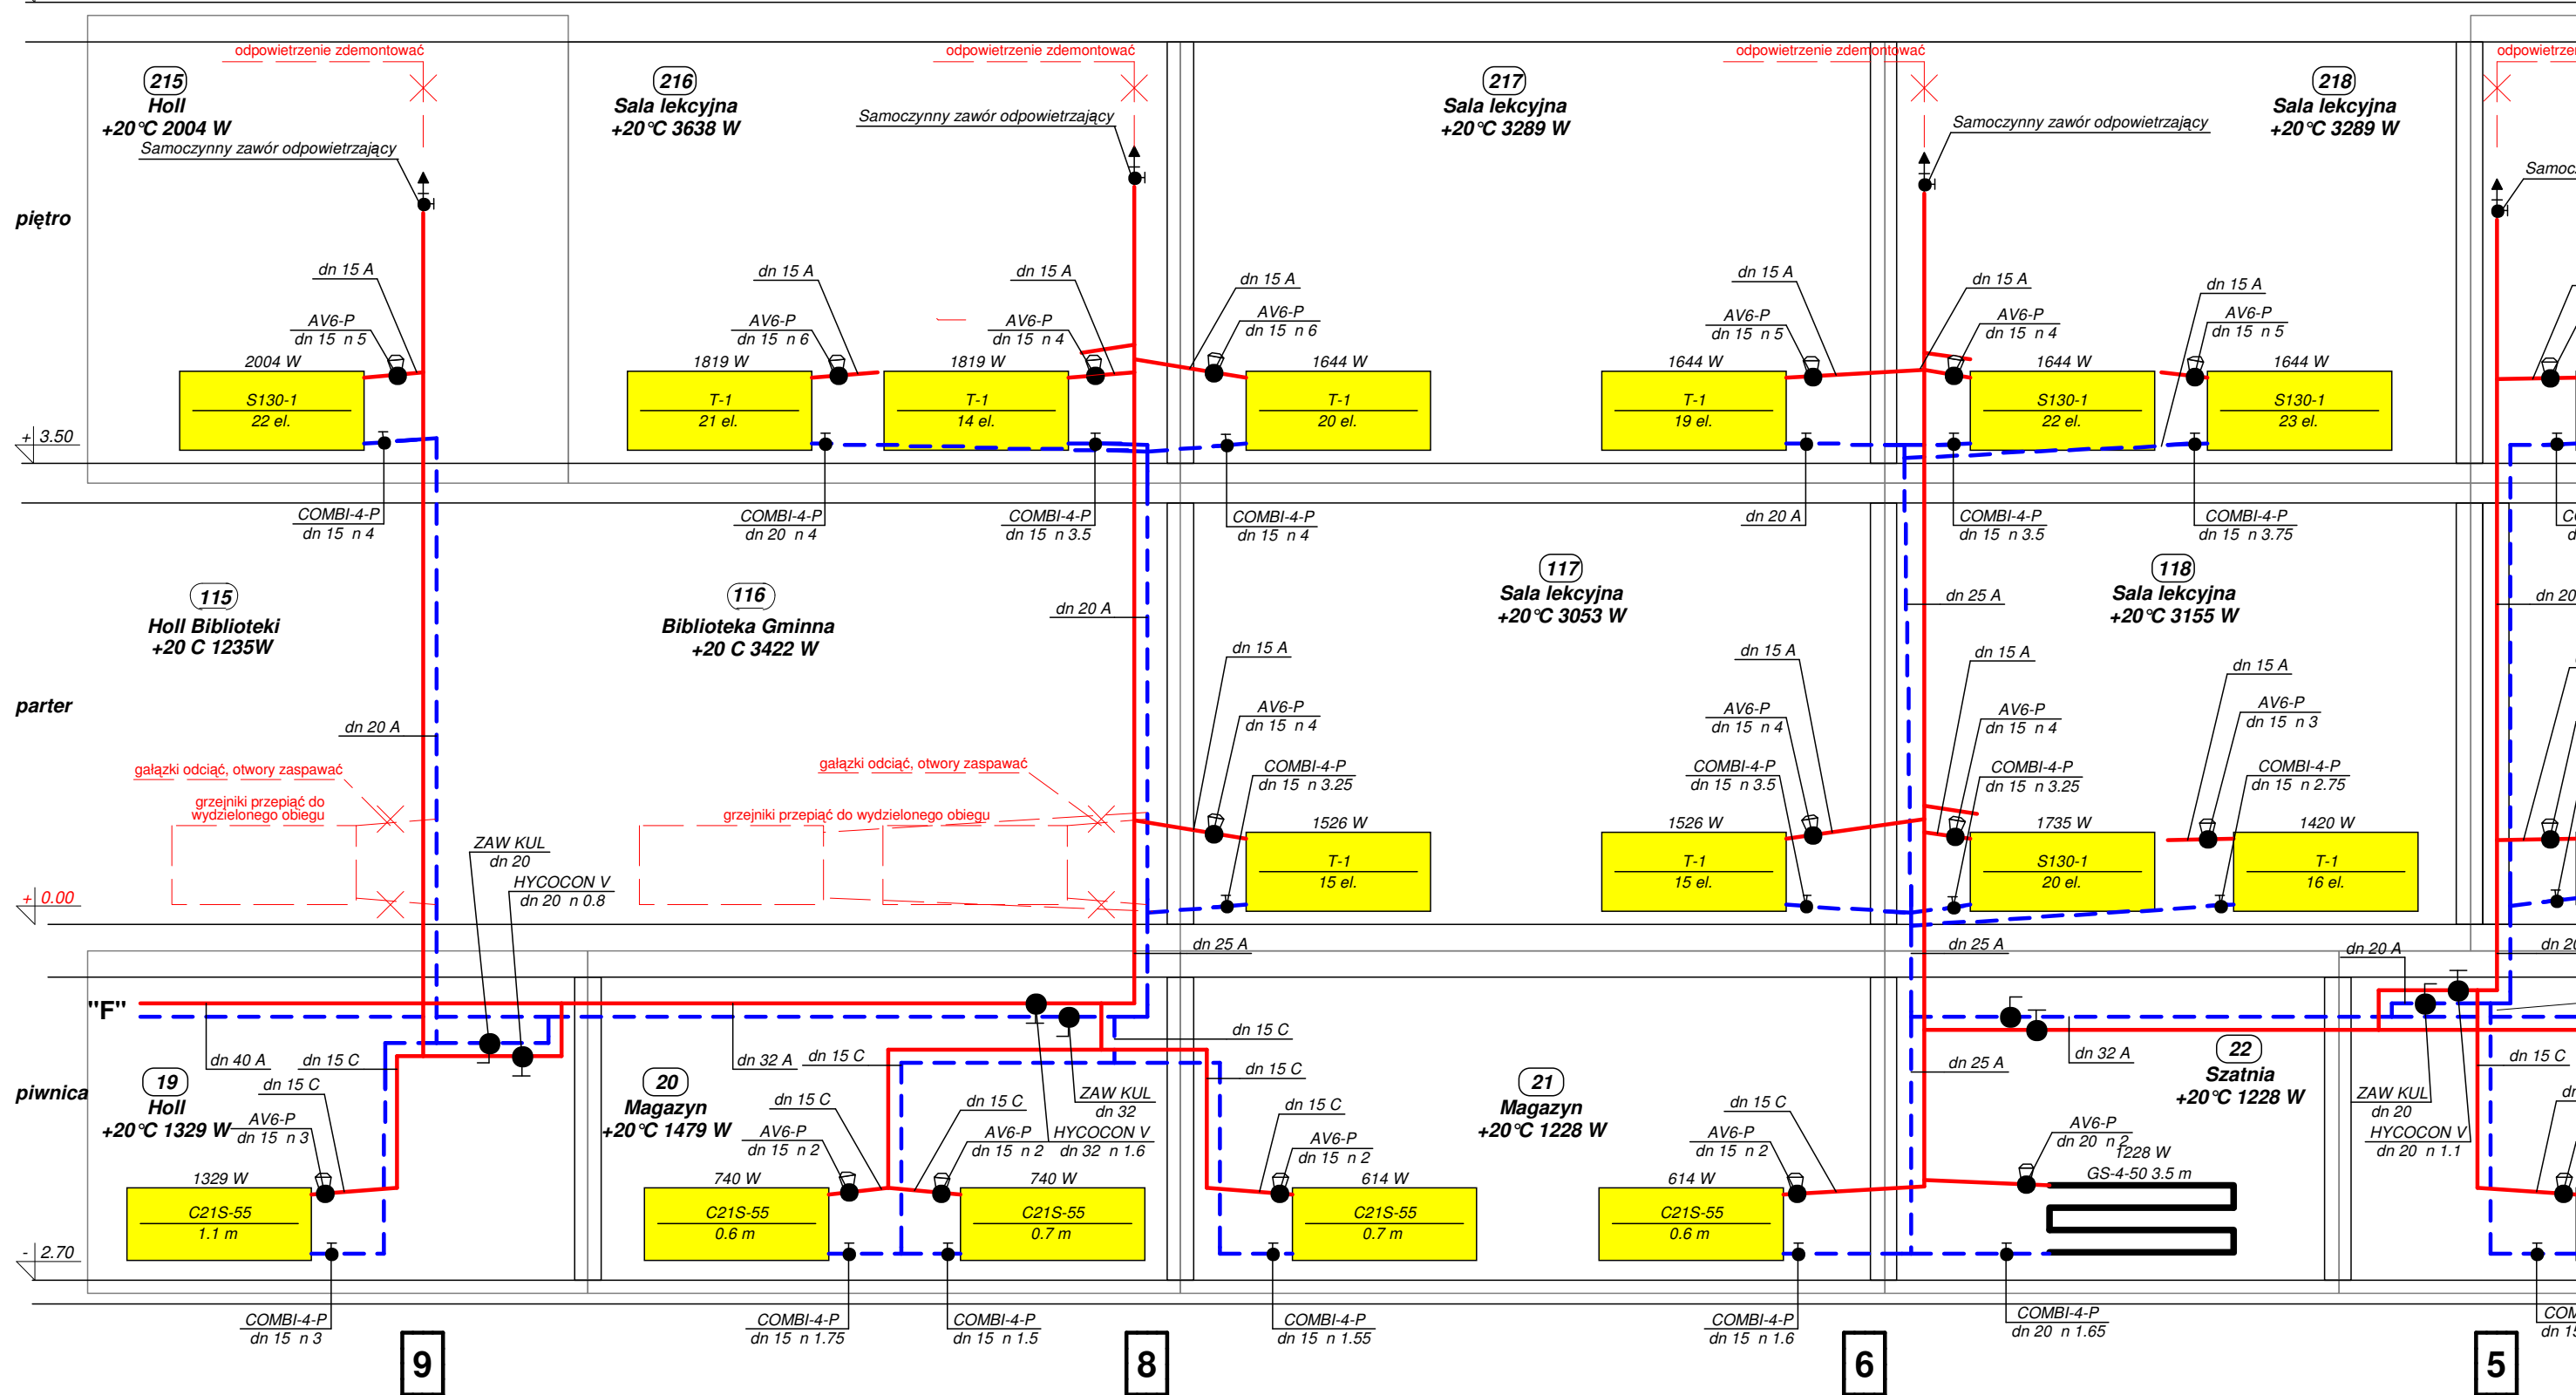 odpowietrzenie zdemontować
odpowietrzenie zdemontować
odpowietrzenie zdemontować
215
Holl
+20°C 2004 W
Samoczynny zawór odpowietrzający
216
Sala lekcyjna
+20°C 3638 W
Samoczynny zawór odpowietrzający
217
Sala lekcyjna
+20°C 3289 W
Samoczynny zawór odpowietrzający
218
Sala lekcyjna
+20°C 3289 W
piętro
dn 15 A
dn 15 A
dn 15 A
dn 15 A
dn 15 A
dn 15 A
dn 15 A
AV6-P
dn 15 n 5
AV6-P
dn 15 n 6
AV6-P
dn 15 n 4
AV6-P
dn 15 n 6
AV6-P
dn 15 n 5
AV6-P
dn 15 n 4
AV6-P
dn 15 n 5
2004 W
S130-1
22 el.
1819 W
T-1
21 el.
1819 W
T-1
14 el.
1644 W
T-1
20 el.
1644 W
T-1
19 el.
1644 W
S130-1
22 el.
1644 W
S130-1
23 el.
+ 3.50
COMBI-4-P
dn 15 n 4
COMBI-4-P
dn 20 n 4
COMBI-4-P
dn 15 n 3.5
COMBI-4-P
dn 15 n 4
dn 20 A
COMBI-4-P
dn 15 n 3.5
COMBI-4-P
dn 15 n 3.75
115
Holl Biblioteki
+20 C 1235W
116
Biblioteka Gminna
+20 C 3422 W
dn 20 A
117
Sala lekcyjna
+20°C 3053 W
dn 25 A
118
Sala lekcyjna
+20°C 3155 W
dn 20
parter
dn 20 A
dn 15 A
dn 15 A
dn 15 A
dn 15 A
AV6-P
dn 15 n 4
AV6-P
dn 15 n 4
AV6-P
dn 15 n 4
AV6-P
dn 15 n 3
COMBI-4-P
dn 15 n 3.25
COMBI-4-P
dn 15 n 3.5
COMBI-4-P
dn 15 n 3.25
COMBI-4-P
dn 15 n 2.75
gałązki odciąć, otwory zaspawać
grzejniki przepiąć do
wydzielonego obiegu
gałązki odciąć, otwory zaspawać
grzejniki przepiąć do wydzielonego obiegu
1526 W
T-1
15 el.
1526 W
T-1
15 el.
1735 W
S130-1
20 el.
1420 W
T-1
16 el.
ZAW KUL
dn 20
HYCOCON V
dn 20 n 0.8
+ 0.00
dn 25 A
dn 25 A
dn 20 A
"F"
dn 40 A
dn 15 C
dn 32 A
dn 15 C
dn 15 C
dn 15 C
dn 32 A
dn 25 A
dn 15 C
piwnica
19
Holl
+20°C 1329 W
dn 15 C
AV6-P
dn 15 n 3
20
Magazyn
+20°C 1479 W
dn 15 C
AV6-P
dn 15 n 2
dn 15 C
AV6-P
dn 15 n 2
ZAW KUL
dn 32
HYCOCON V
dn 32 n 1.6
dn 15 C
AV6-P
dn 15 n 2
21
Magazyn
+20°C 1228 W
dn 15 C
AV6-P
dn 15 n 2
22
Szatnia
+20°C 1228 W
AV6-P
dn 20 n 2
1228 W
GS-4-50 3.5 m
ZAW KUL
dn 20
HYCOCON V
dn 20 n 1.1
1329 W
C21S-55
1.1 m
740 W
C21S-55
0.6 m
740 W
C21S-55
0.7 m
614 W
C21S-55
0.7 m
614 W
C21S-55
0.6 m
- 2.70
COMBI-4-P
dn 15 n 3
COMBI-4-P
dn 15 n 1.75
COMBI-4-P
dn 15 n 1.5
COMBI-4-P
dn 15 n 1.55
COMBI-4-P
dn 15 n 1.6
COMBI-4-P
dn 20 n 1.65
9
8
6
5